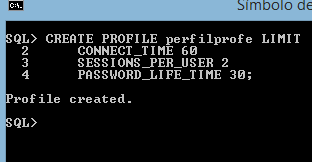 Símbolo de
SQL> CREATE PROFILE perfilprofe LIMIT
2 CONNECT_TIME 60
3 SESSIONS_PER_USER 2
4 PASSWORD_LIFE_TIME 30;
Profile created.
SQL>